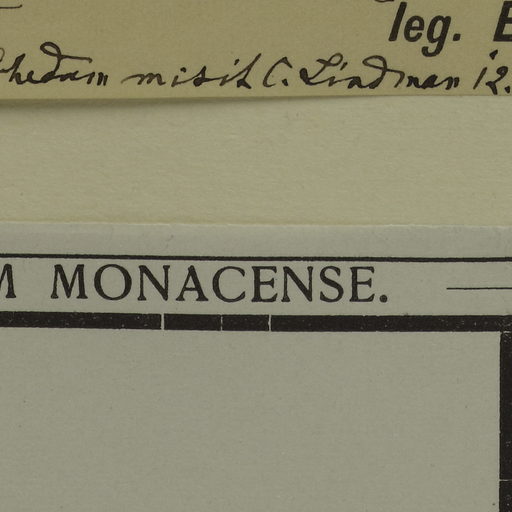 leg.
misit C. Lindman 12.
MONACENSE.